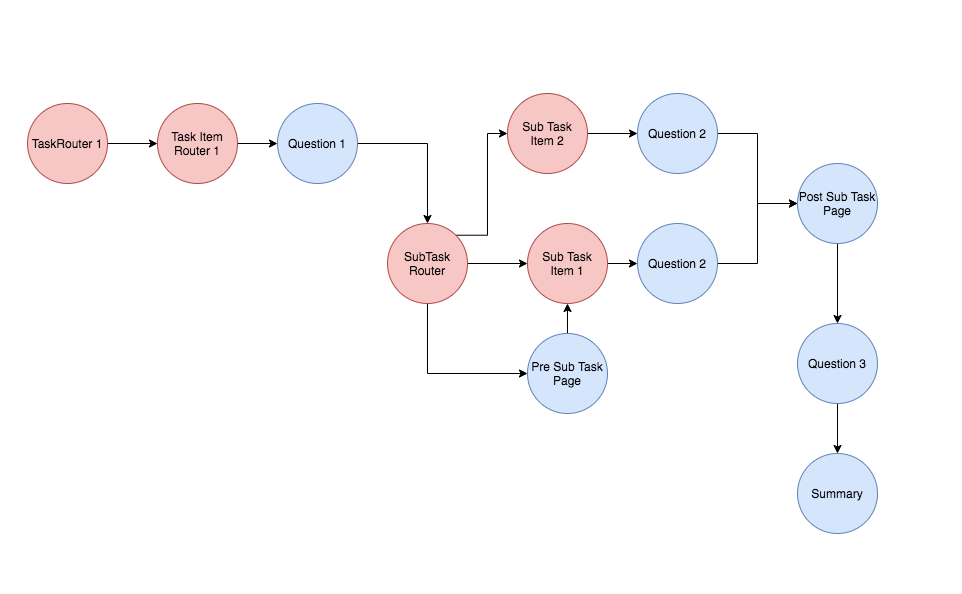 TaskRouter 1
Task Item
Router 1
Question 1
SubTask
Router
Sub Task
Item 2
Question 2
Sub Task
Item 1
Question 2
Pre Sub Task
Page
Post Sub Task
Page
Question 3
Summary